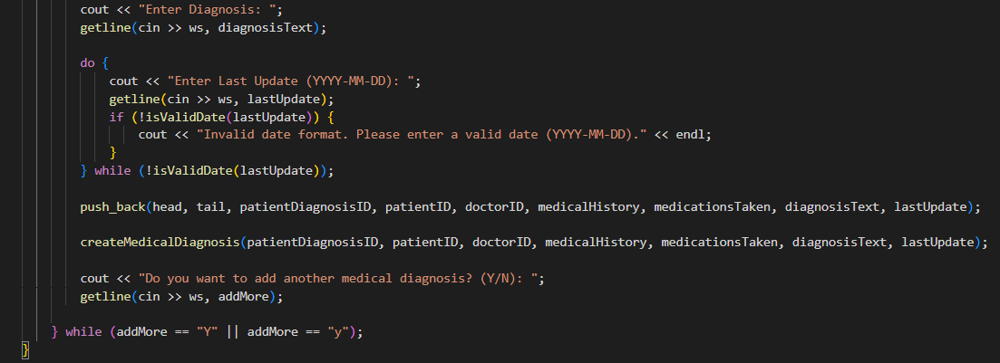 cout << "Enter Diagnosis: ";
getline(cin >> ws, diagnosisText);
do {
cout << "Enter Last Update (YYYY-MM-DD): ";
getline(cin >> ws, lastUpdate);
if (!isValidDate(lastUpdate)) {
cout << "Invalid date format. Please enter a valid date (YYYY-MM-DD)." << endl;
}
} while (!isValidDate(lastUpdate));
push_back(head, tail, patientDiagnosisID, patientID, doctorID, medicalHistory, medicationsTaken, diagnosisText, lastUpdate);
createMedicalDiagnosis(patientDiagnosisID, patientID, doctorID, medicalHistory, medicationsTaken, diagnosisText, lastUpdate);
cout << "Do you want to add another medical diagnosis? (Y/N): ";
getline(cin >> ws, addMore);
} while (addMore == "Y" || addMore == "y");
}